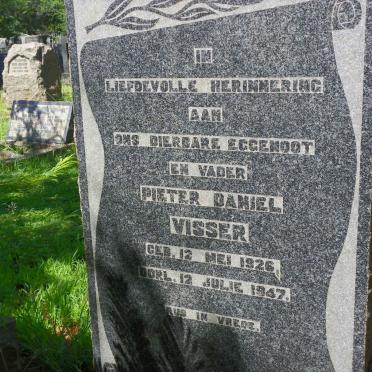 IN
LIEFDEVOLLE HERINNERING
AAN
ONS DIERBARE EGGENOOT
EN VADER
PIETER DANIEL
VISSER
GEB. 12 MEI 1926
OORL. 12 JULIE 1947.
RUS IN VREDE.